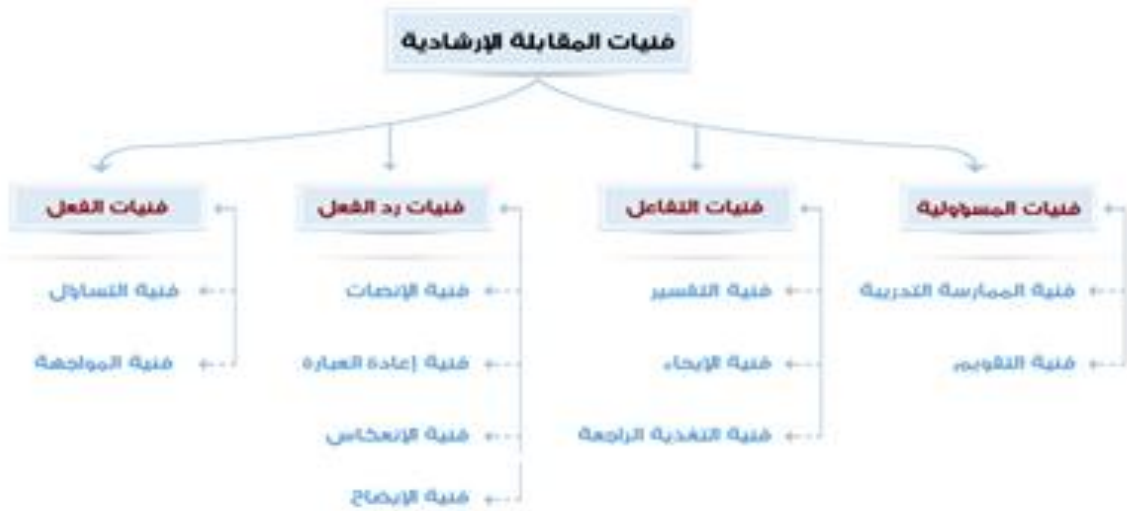 فنيات المقابلة الإرشادية
فنيات المسؤولية
فنية الممارسة التدريبية
فنية التقويم
فنيات التفاعل
فنية التفسير
فنية الإيحاء
فنية التغذية الراجعة
فنيات رد الفعل
فنية الإنصات
فنية إعادة العبارة
فنية الإنعكاس
فنية الإيضاح
فنيات الفعل
فنية التساؤل
فنية المواجهة